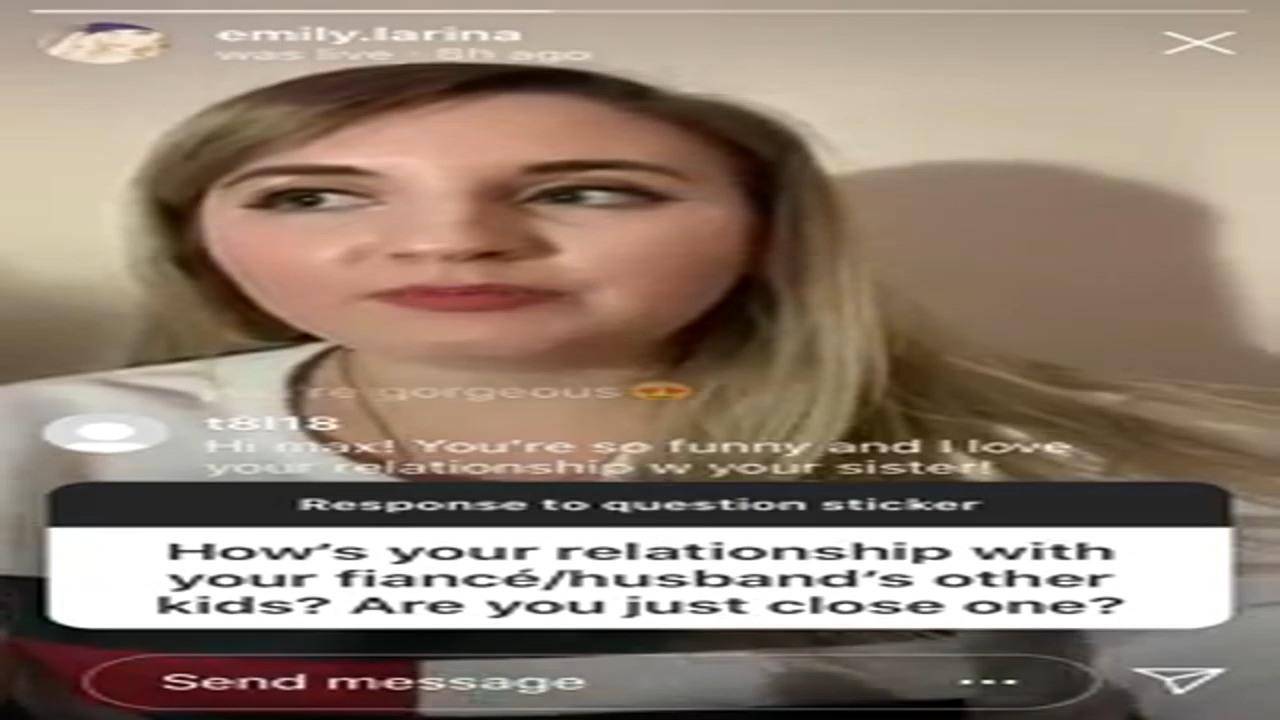 emily.larina
was live · 8h ago
re gorgeous 😍
t8l18
Hi max! You're so funny and I love
your relationship w your sister!
Response to question sticker
How's your relationship with
your fiancé/husband's other
kids? Are you just close one?
Send message